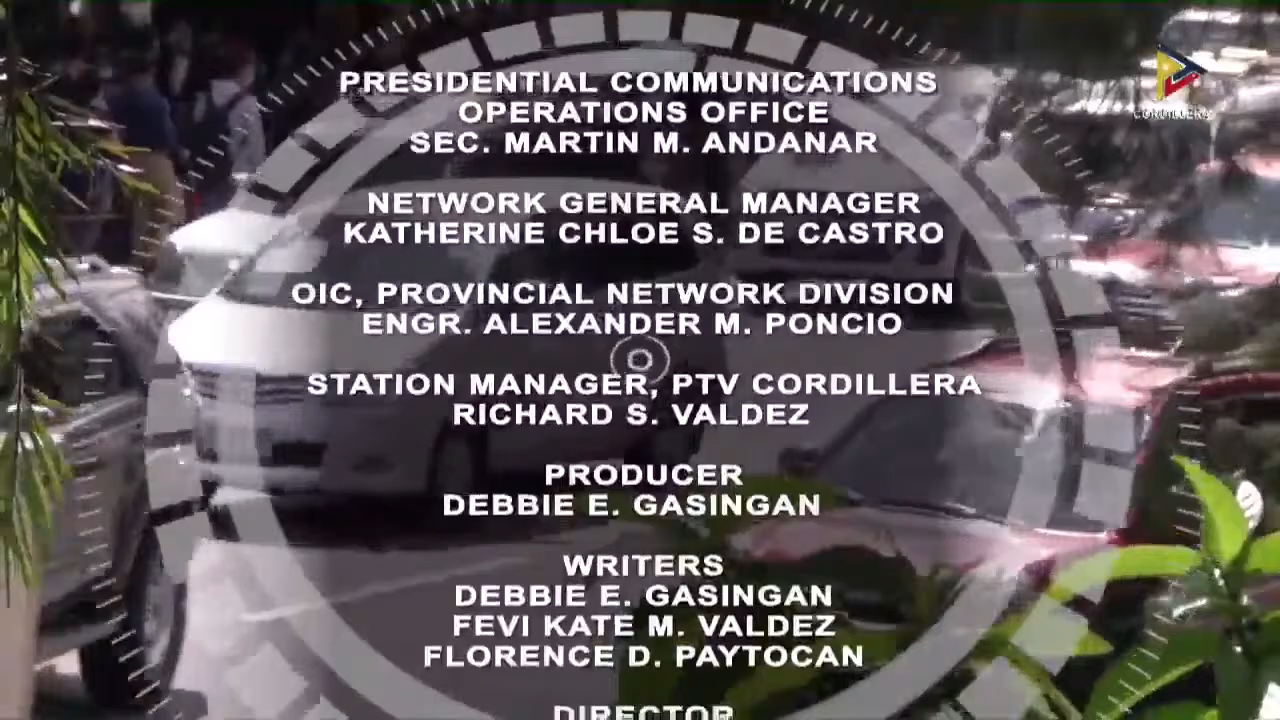 CORDILLERA
PRESIDENTIAL COMMUNICATIONS
OPERATIONS OFFICE
SEC. MARTIN M. ANDANAR
NETWORK GENERAL MANAGER
KATHERINE CHLOE S. DE CASTRO
OIC, PROVINCIAL NETWORK DIVISION
ENGR. ALEXANDER M. PONCIO
STATION MANAGER, PTV CORDILLERA
RICHARD S. VALDEZ
PRODUCER
DEBBIE E. GASINGAN
WRITERS
DEBBIE E. GASINGAN
FEVI KATE M. VALDEZ
FLORENCE D. PAYTOCAN
DIRECTOR